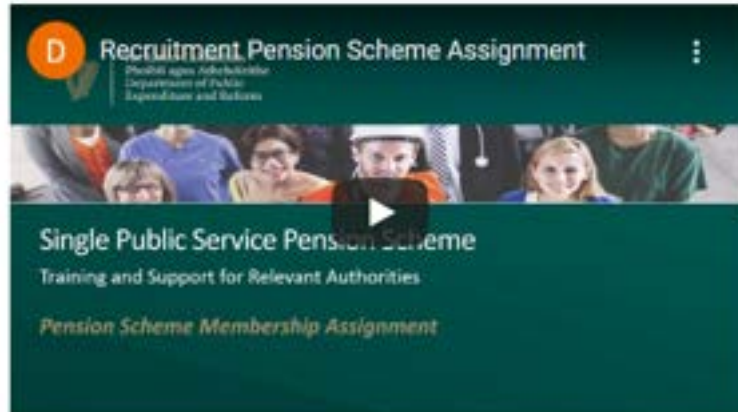 D
Recruitment Pension Scheme Assignment
Department of Public
Expenditure and Reform
Single Public Service Pension Scheme
Training and Support for Relevant Authorities
Pension Scheme Membership Assignment